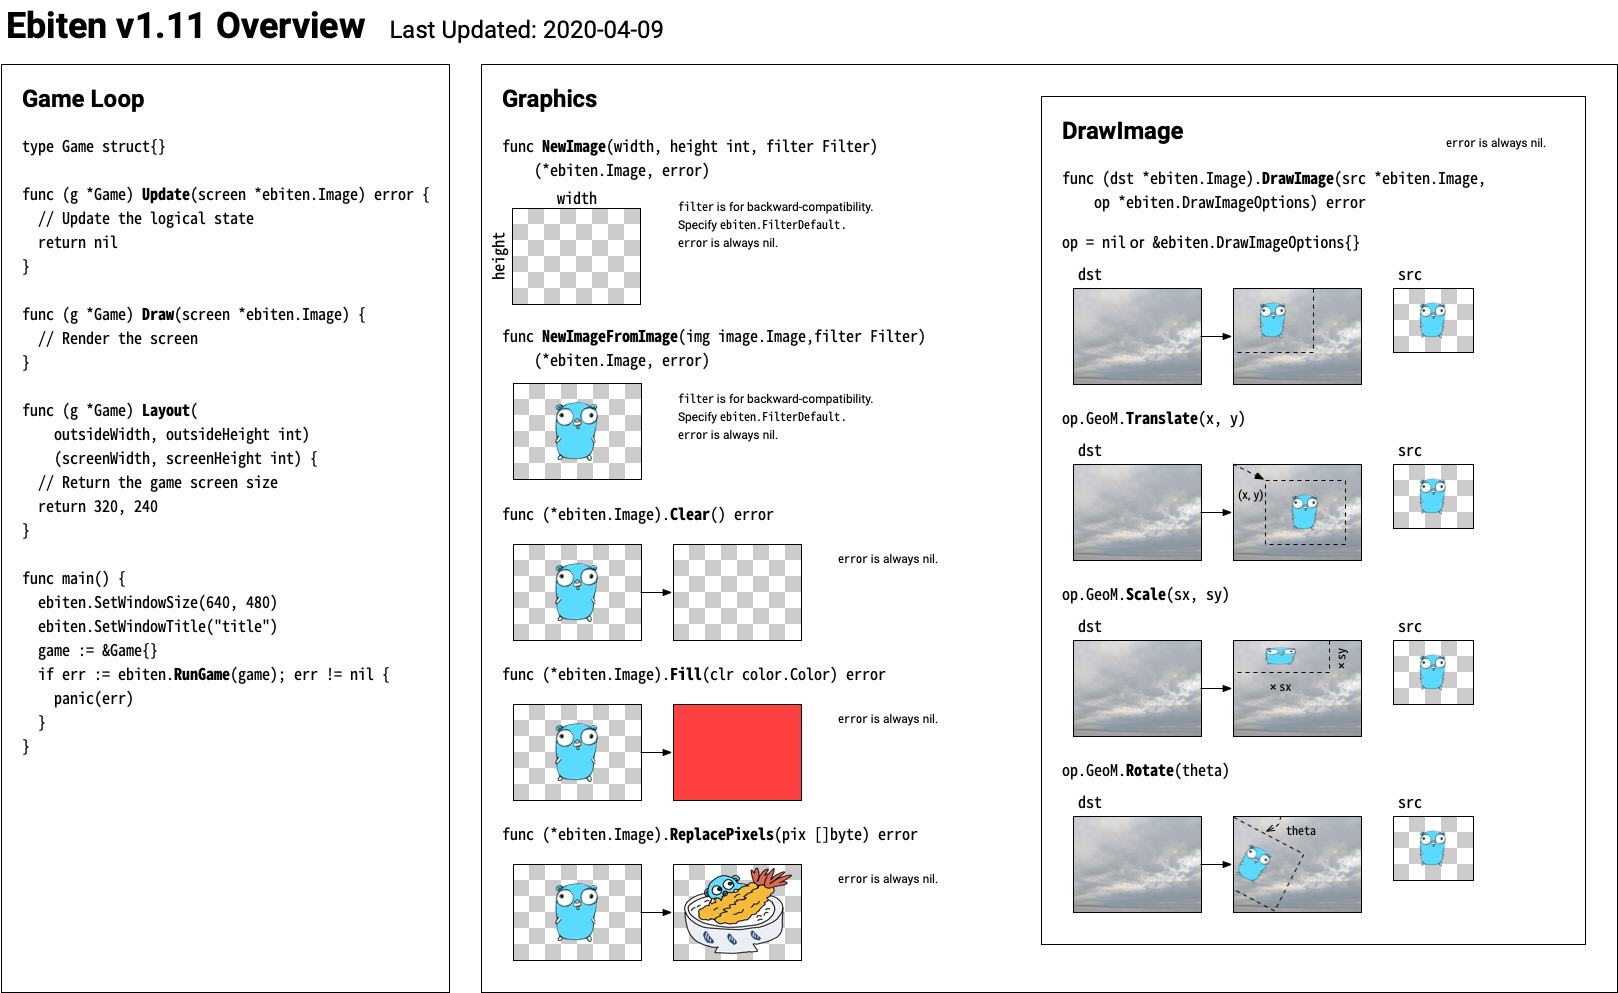 Ebiten v1.11 Overview Last Updated: 2020-04-09
Game Loop
type Game struct{}
func (g *Game) Update(screen *ebiten.Image) error {
// Update the logical state
return nil
}
func (g *Game) Draw(screen *ebiten.Image) {
// Render the screen
}
func (g *Game) Layout(
outsideWidth, outsideHeight int)
(screenWidth, screenHeight int) {
// Return the game screen size
return 320, 240
}
func main() {
ebiten.SetWindowSize(640, 480)
ebiten.SetWindowTitle("title")
game := &Game{}
if err := ebiten.RunGame(game); err != nil {
panic(err)
}
}
Graphics
func NewImage(width, height int, filter Filter)
(*ebiten.Image, error)
width
height
filter is for backward-compatibility.
Specify ebiten.FilterDefault.
error is always nil.
func NewImageFromImage(img image.Image,filter Filter)
(*ebiten.Image, error)
filter is for backward-compatibility.
Specify ebiten.FilterDefault.
error is always nil.
func (*ebiten.Image).Clear() error
error is always nil.
func (*ebiten.Image).Fill(clr color.Color) error
error is always nil.
func (*ebiten.Image).ReplacePixels(pix []byte) error
error is always nil.
DrawImage
error is always nil.
func (dst *ebiten.Image).DrawImage(src *ebiten.Image,
op *ebiten.DrawImageOptions) error
op = nil or &ebiten.DrawImageOptions{}
dst src
op.GeoM.Translate(x, y)
dst src
(x, y)
op.GeoM.Scale(sx, sy)
dst src
× sy
× sx
op.GeoM.Rotate(theta)
dst src
theta